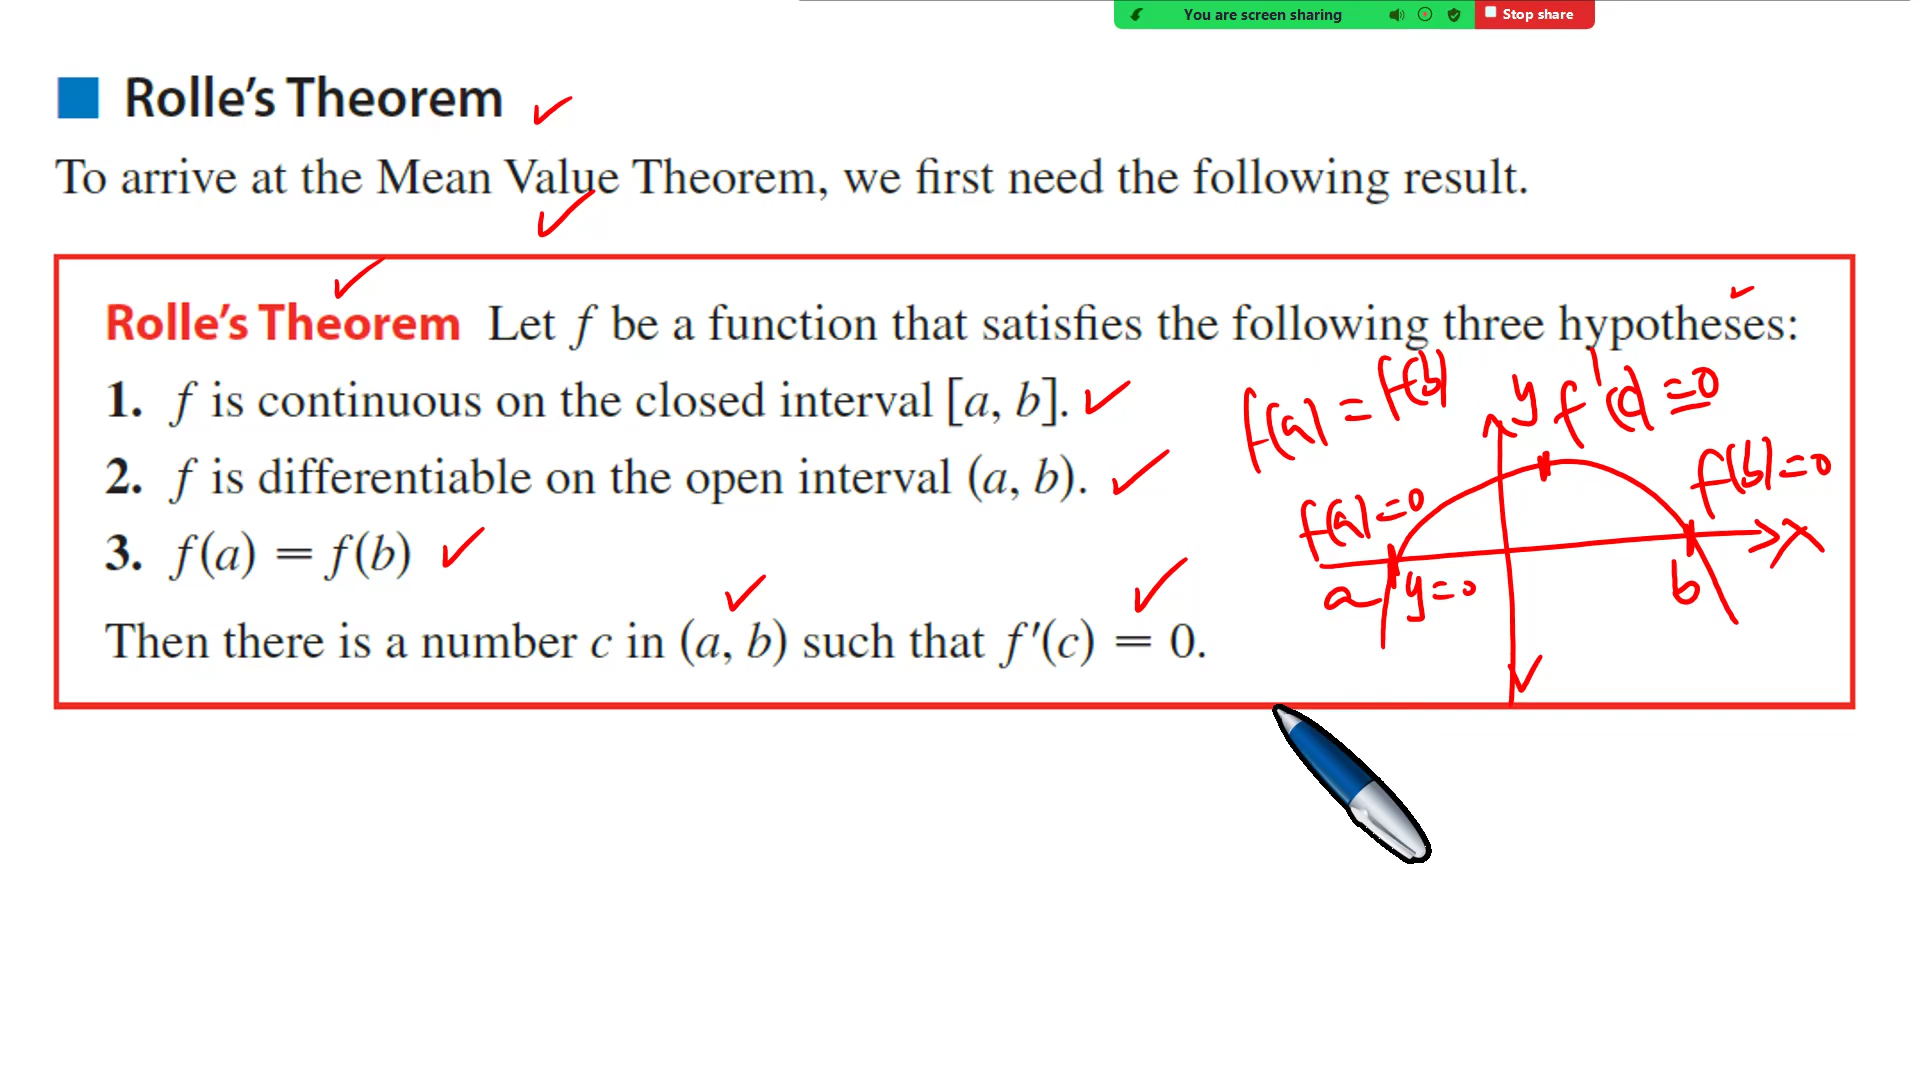 You are screen sharing
Stop share
Rolle's Theorem
To arrive at the Mean Value Theorem, we first need the following result.
Rolle's Theorem Let f be a function that satisfies the following three hypotheses:
1. f is continuous on the closed interval [a, b].
2. f is differentiable on the open interval (a, b).
3. f(a) = f(b)
Then there is a number c in (a, b) such that f′(c) = 0.
f(a) = f(b)
y
f'(c) = 0
f(a) = 0
f(b) = 0
x
a
y = 0
b